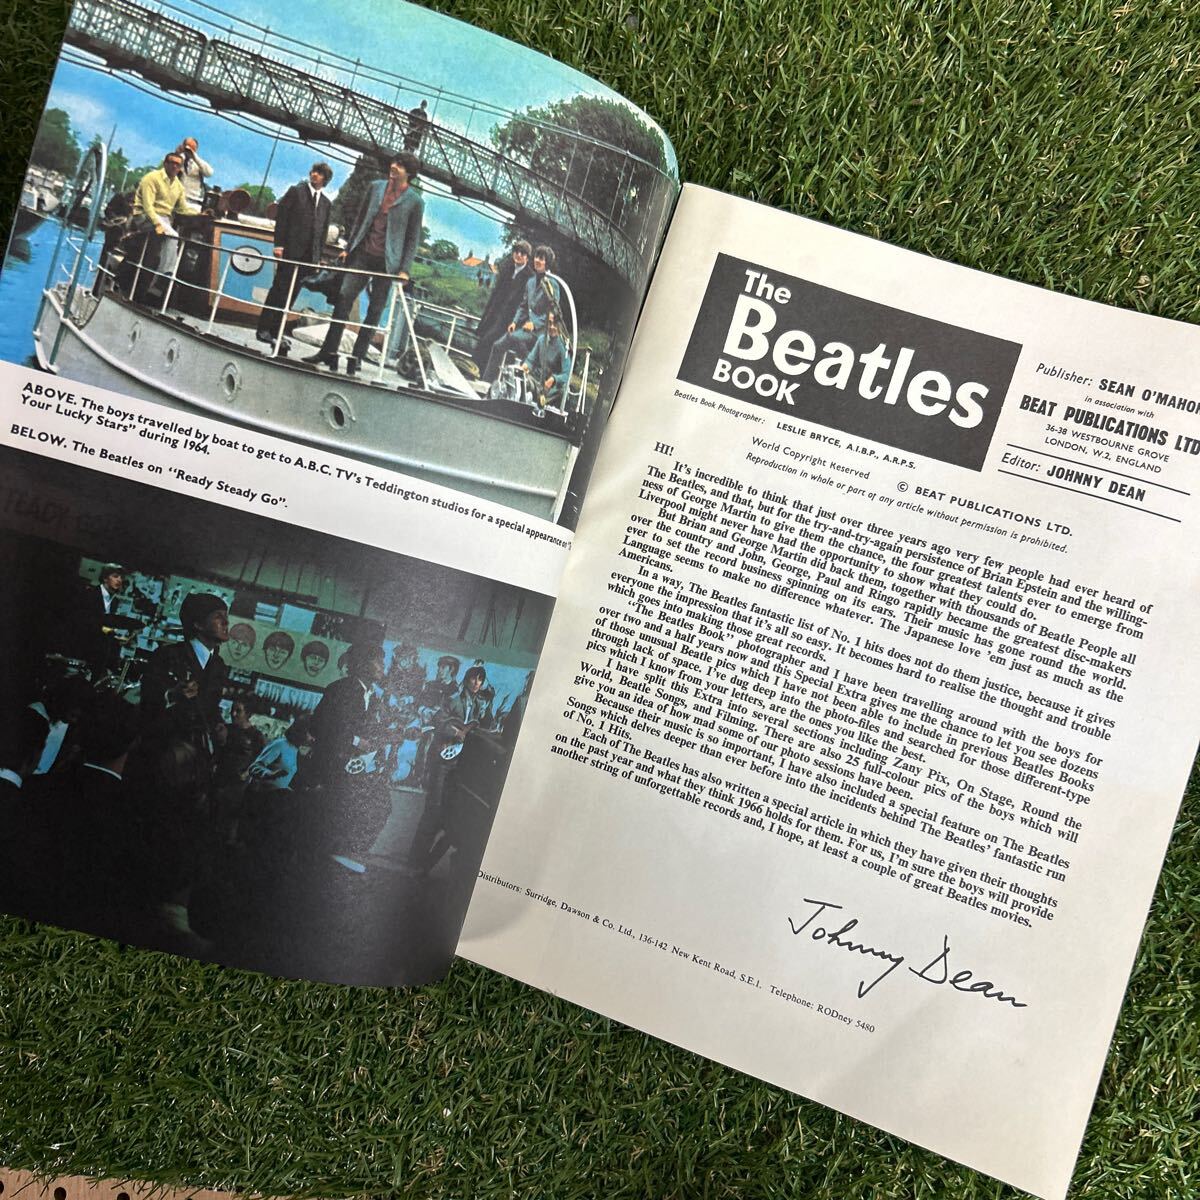 ABOVE. The boys travelled by boat to get to A.B.C. TV's Teddington studios for a special appearance on "
Your Lucky Stars" during 1964.
BELOW. The Beatles on "Ready Steady Go".
The
Beatles
BOOK
Publisher: SEAN O'MAHO
in association with
BEAT PUBLICATIONS LTD
36-38 WESTBOURNE GROVE
LONDON, W.2, ENGLAND
Editor: JOHNNY DEAN
Beatles Book Photographer: LESLIE BRYCE, A.I.B.P., A.R.P.S.
World Copyright Reserved © BEAT PUBLICATIONS LTD.
Reproduction in whole or part of any article without permission is prohibited.
HI!
It's incredible to think that just over three years ago very few people had ever heard of
The Beatles, and that, but for the try-and-try-again persistence of Brian Epstein and the willing-
ness of George Martin to give them the chance, the four greatest talents ever to emerge from
Liverpool might never have had the opportunity to show what they could do.
But Brian and George Martin did back them, together with thousands of Beatle People all
over the country and John, George, Paul and Ringo rapidly became the greatest disc-makers
ever to set the record business spinning on its ears. Their music has gone round the world.
Language seems to make no difference whatever. The Japanese love 'em just as much as the
Americans.
In a way, The Beatles fantastic list of No. 1 hits does not do them justice, because it gives
everyone the impression that it's all so easy. It becomes hard to realise the thought and trouble
which goes into making those great records.
"The Beatles Book" photographer and I have been travelling around with the boys for
over two and a half years now and this Special Extra gives me the chance to let you see dozens
of those unusual Beatle pics which I have not been able to include in previous Beatles Books
through lack of space. I've dug deep into the photo-files and searched for those different-type
pics which I know from your letters, are the ones you like the best.
I have split this Extra into several sections including Zany Pix, On Stage, Round the
World, Beatle Songs, and Filming. There are also 25 full-colour pics of the boys which will
give you an idea of how mad some of our photo sessions have been.
Because their music is so important, I have also included a special feature on The Beatles
Songs which delves deeper than ever before into the incidents behind The Beatles' fantastic run
of No. 1 Hits.
Each of The Beatles has also written a special article in which they have given their thoughts
on the past year and what they think 1966 holds for them. For us, I'm sure the boys will provide
another string of unforgettable records and, I hope, at least a couple of great Beatles movies.
Johnny Dean
Distributors: Surridge, Dawson & Co. Ltd., 136-142 New Kent Road, S.E.1. Telephone: RODney 5480